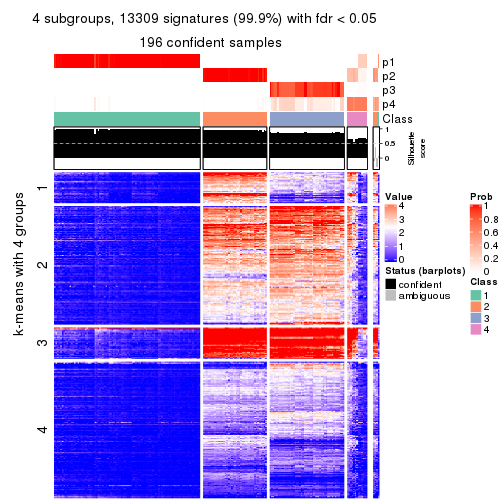 4 subgroups, 13309 signatures (99.9%) with fdr < 0.05
196 confident samples
p1
p2
p3
p4
Class
1
0.5
0
Silhouette
score
k-means with 4 groups
1
2
3
4
Value
4
3
2
1
0
Status (barplots)
confident
ambiguous
Prob
1
0.8
0.6
0.4
0.2
0
Class
1
2
3
4